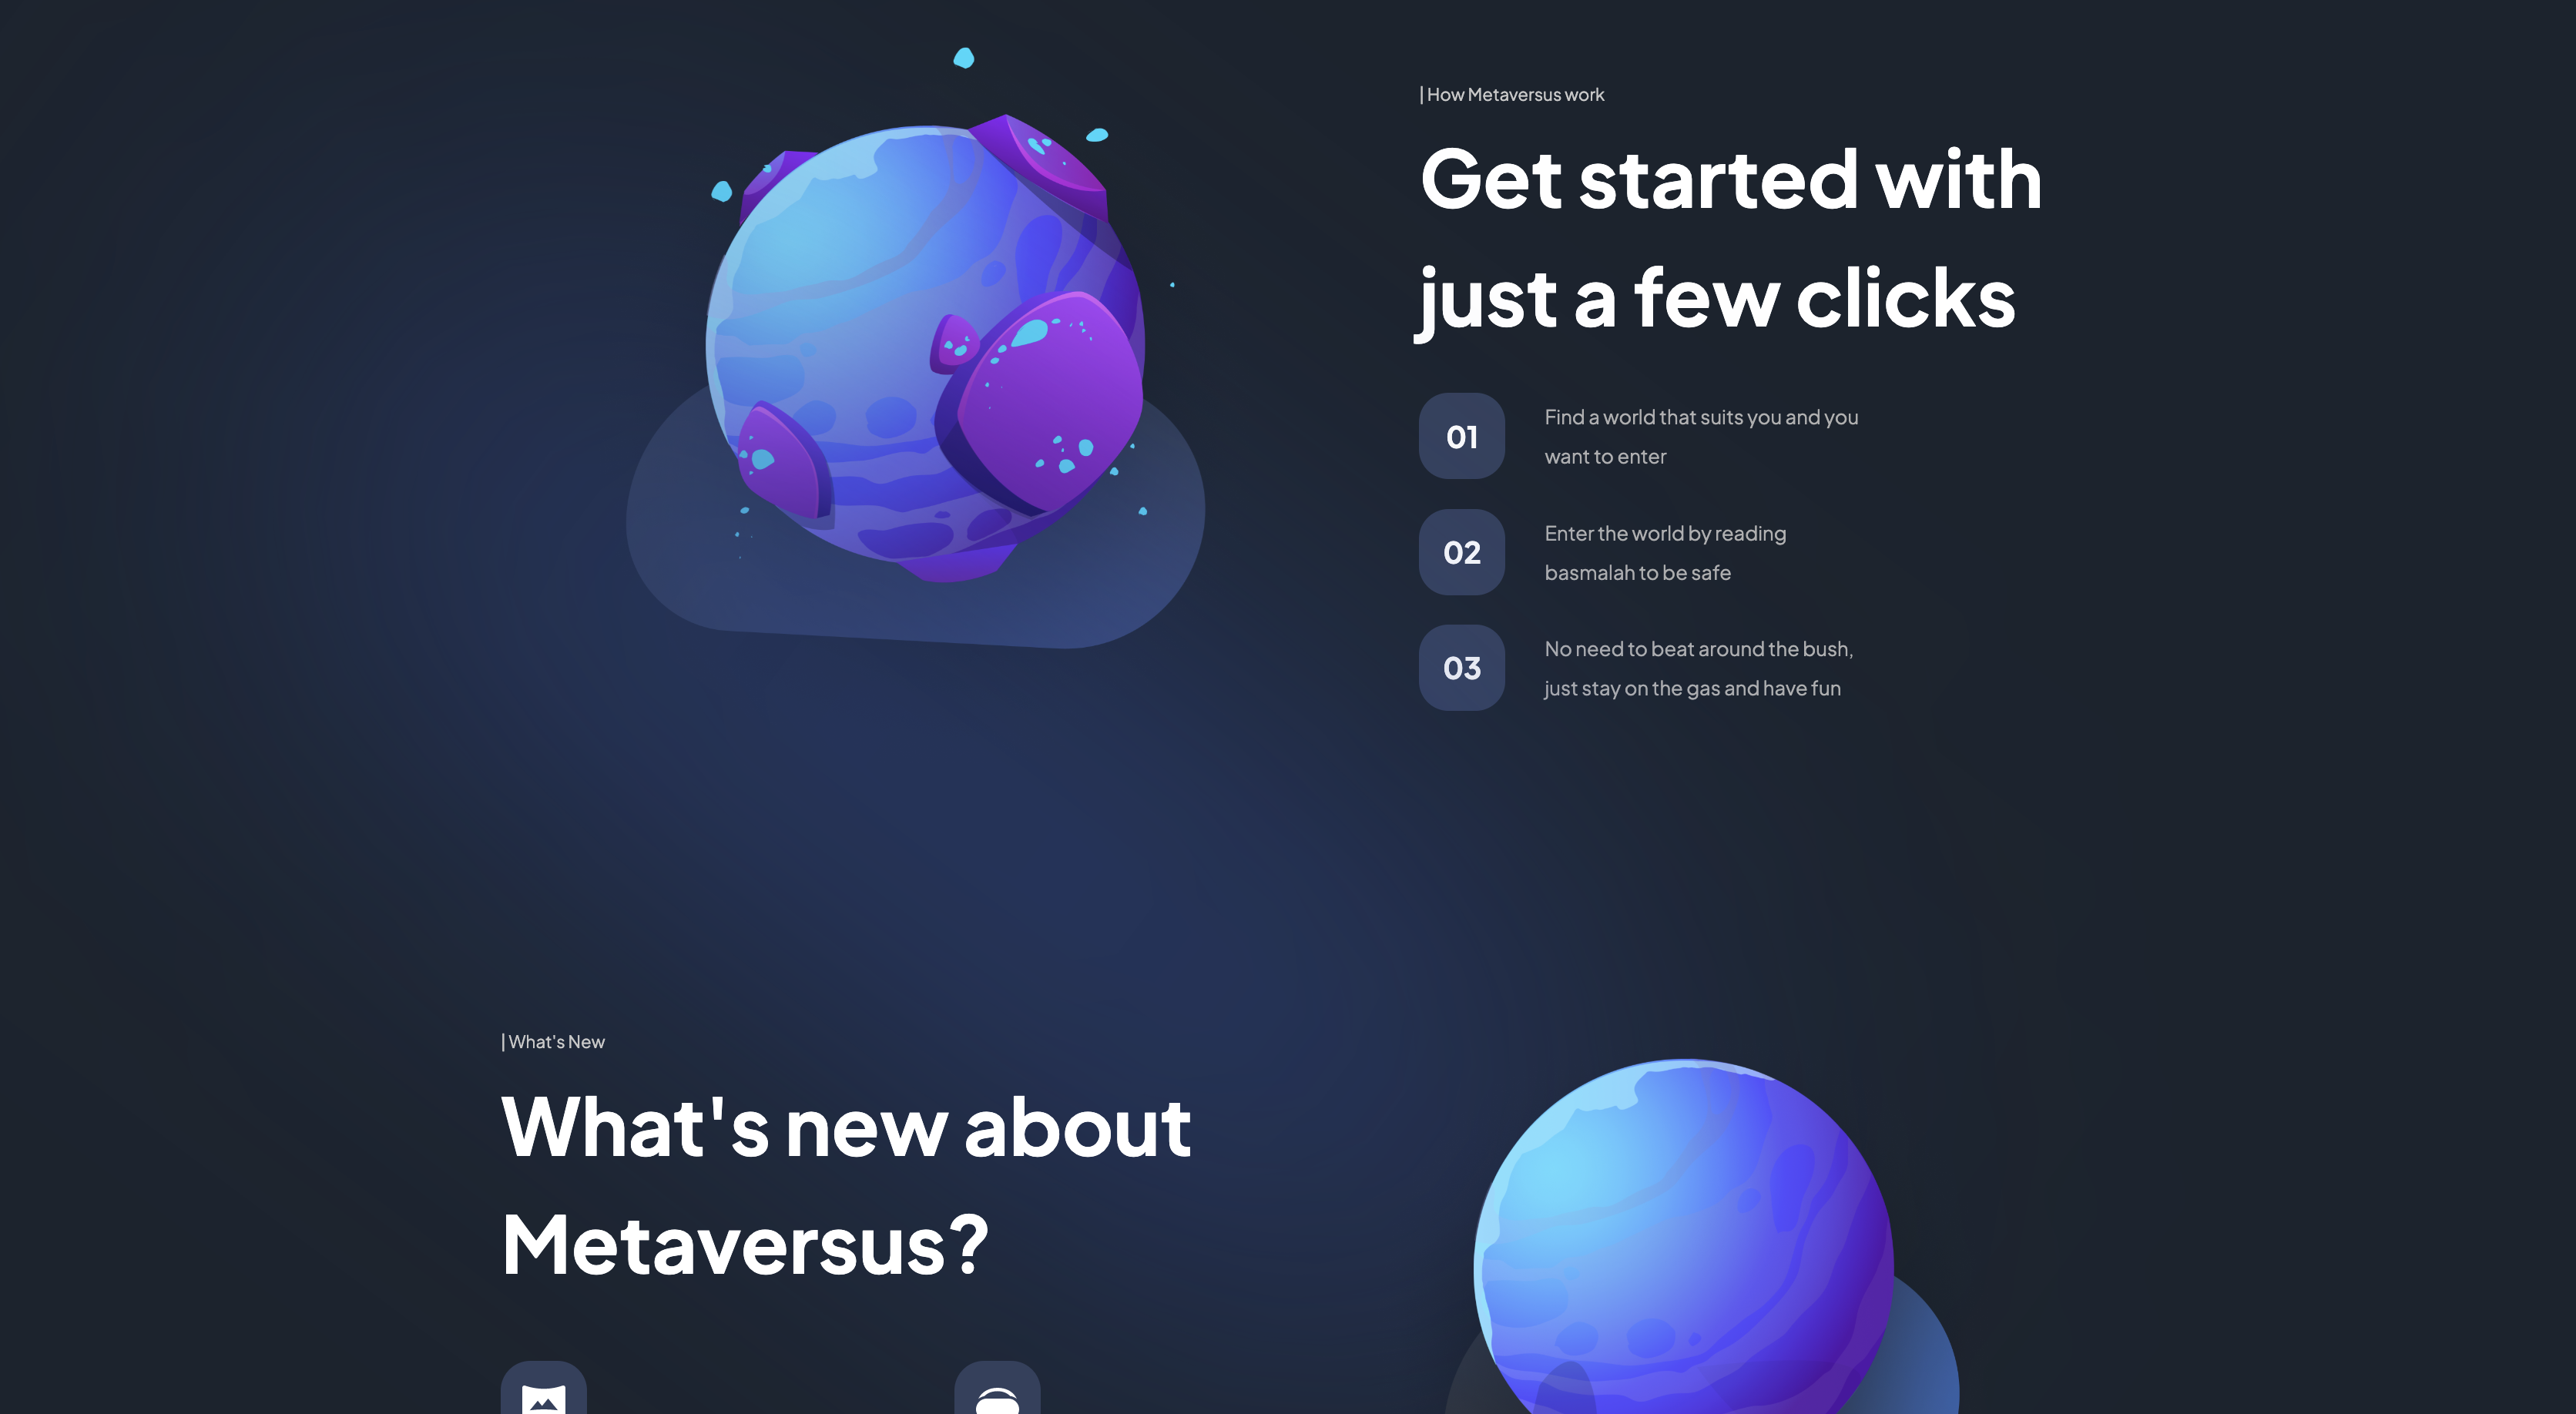 | How Metaversus work
Get started with
just a few clicks
01
Find a world that suits you and you
want to enter
02
Enter the world by reading
basmalah to be safe
03
No need to beat around the bush,
just stay on the gas and have fun
| What's New
What's new about
Metaversus?